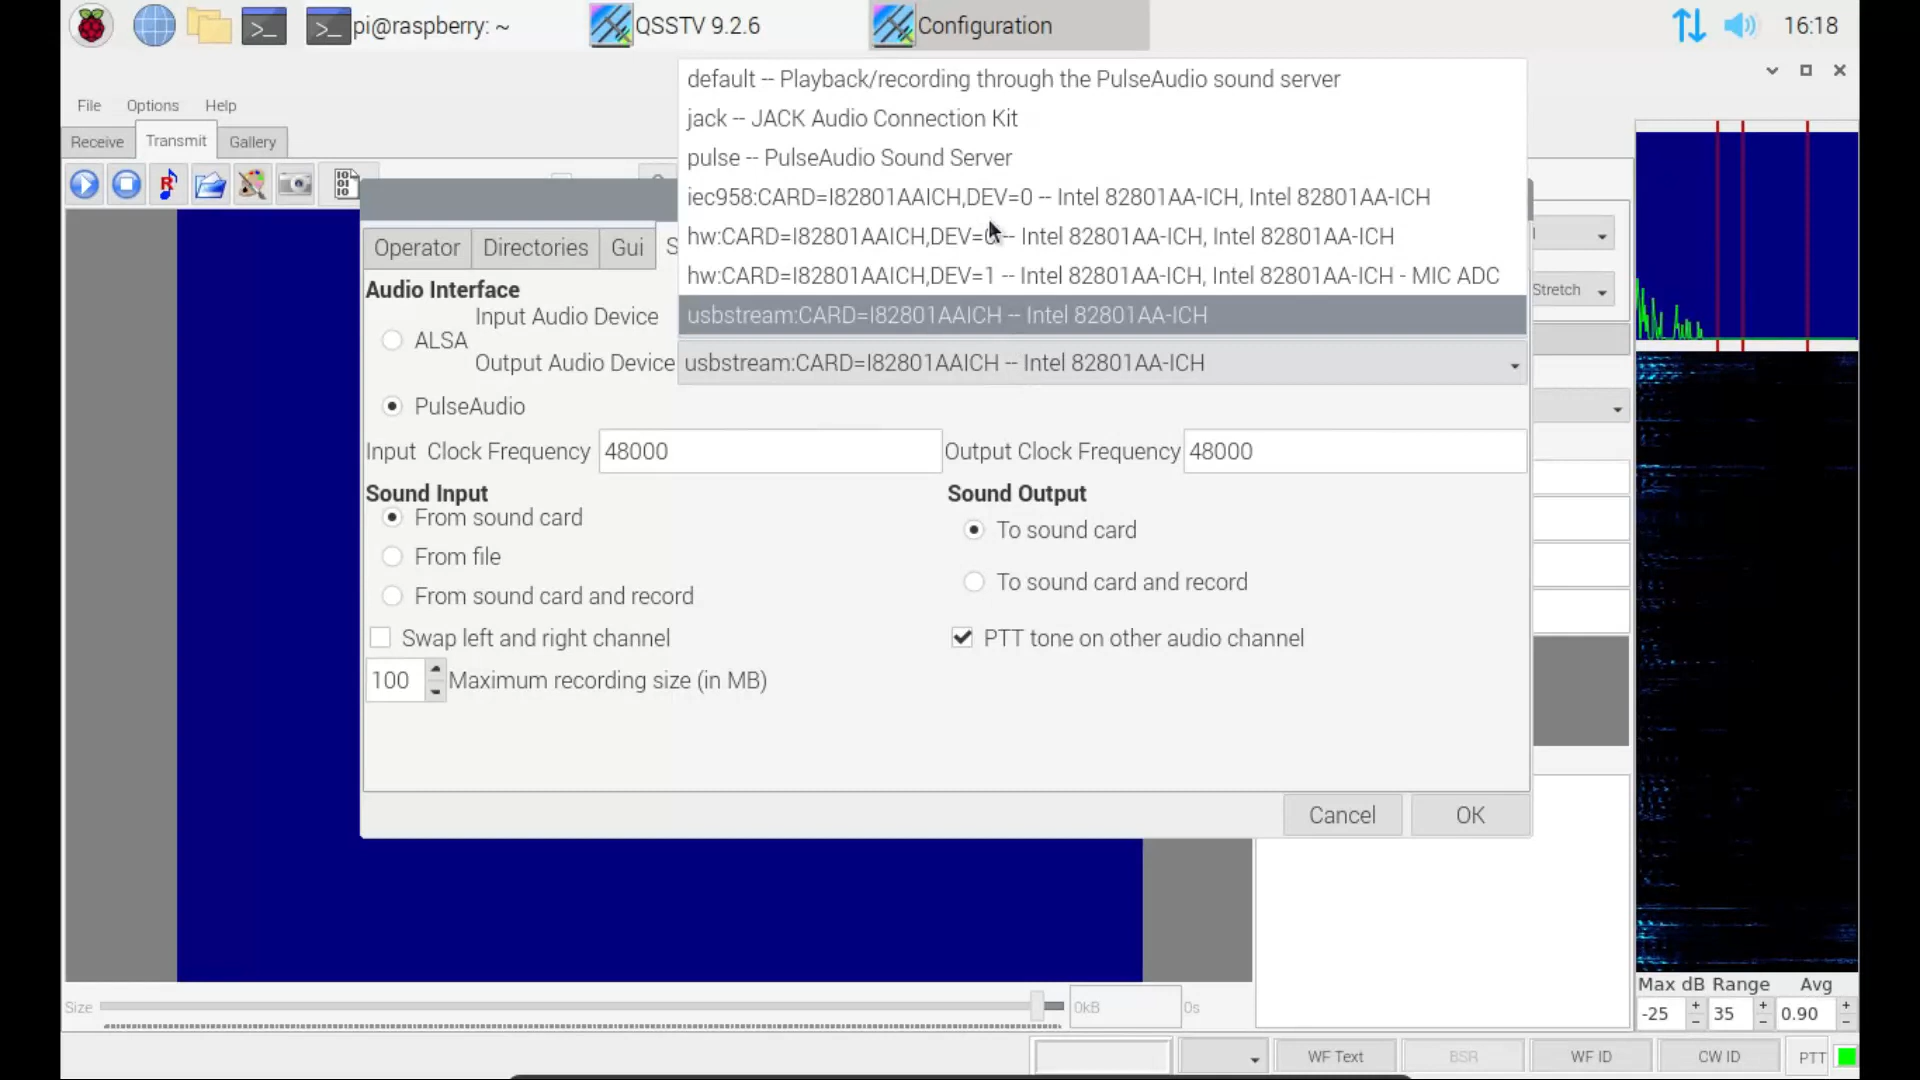 pi@raspberry: ~
QSSTV 9.2.6
Configuration
16:18
File Options Help
Receive Transmit Gallery
default -- Playback/recording through the PulseAudio sound server
jack -- JACK Audio Connection Kit
pulse -- PulseAudio Sound Server
iec958:CARD=I82801AAICH,DEV=0 -- Intel 82801AA-ICH, Intel 82801AA-ICH
hw:CARD=I82801AAICH,DEV=0 -- Intel 82801AA-ICH, Intel 82801AA-ICH
hw:CARD=I82801AAICH,DEV=1 -- Intel 82801AA-ICH, Intel 82801AA-ICH - MIC ADC
usbstream:CARD=I82801AAICH -- Intel 82801AA-ICH
Operator Directories Gui S
Audio Interface
Input Audio Device
ALSA
Output Audio Device usbstream:CARD=I82801AAICH -- Intel 82801AA-ICH
PulseAudio
Input Clock Frequency 48000 Output Clock Frequency 48000
Sound Input Sound Output
From sound card To sound card
From file
To sound card and record
From sound card and record
Swap left and right channel PTT tone on other audio channel
100 Maximum recording size (in MB)
Cancel OK
Stretch
Size 0kB 0s
Max dB Range Avg
-25 35 0.90
WF Text BSR WF ID CW ID PTT